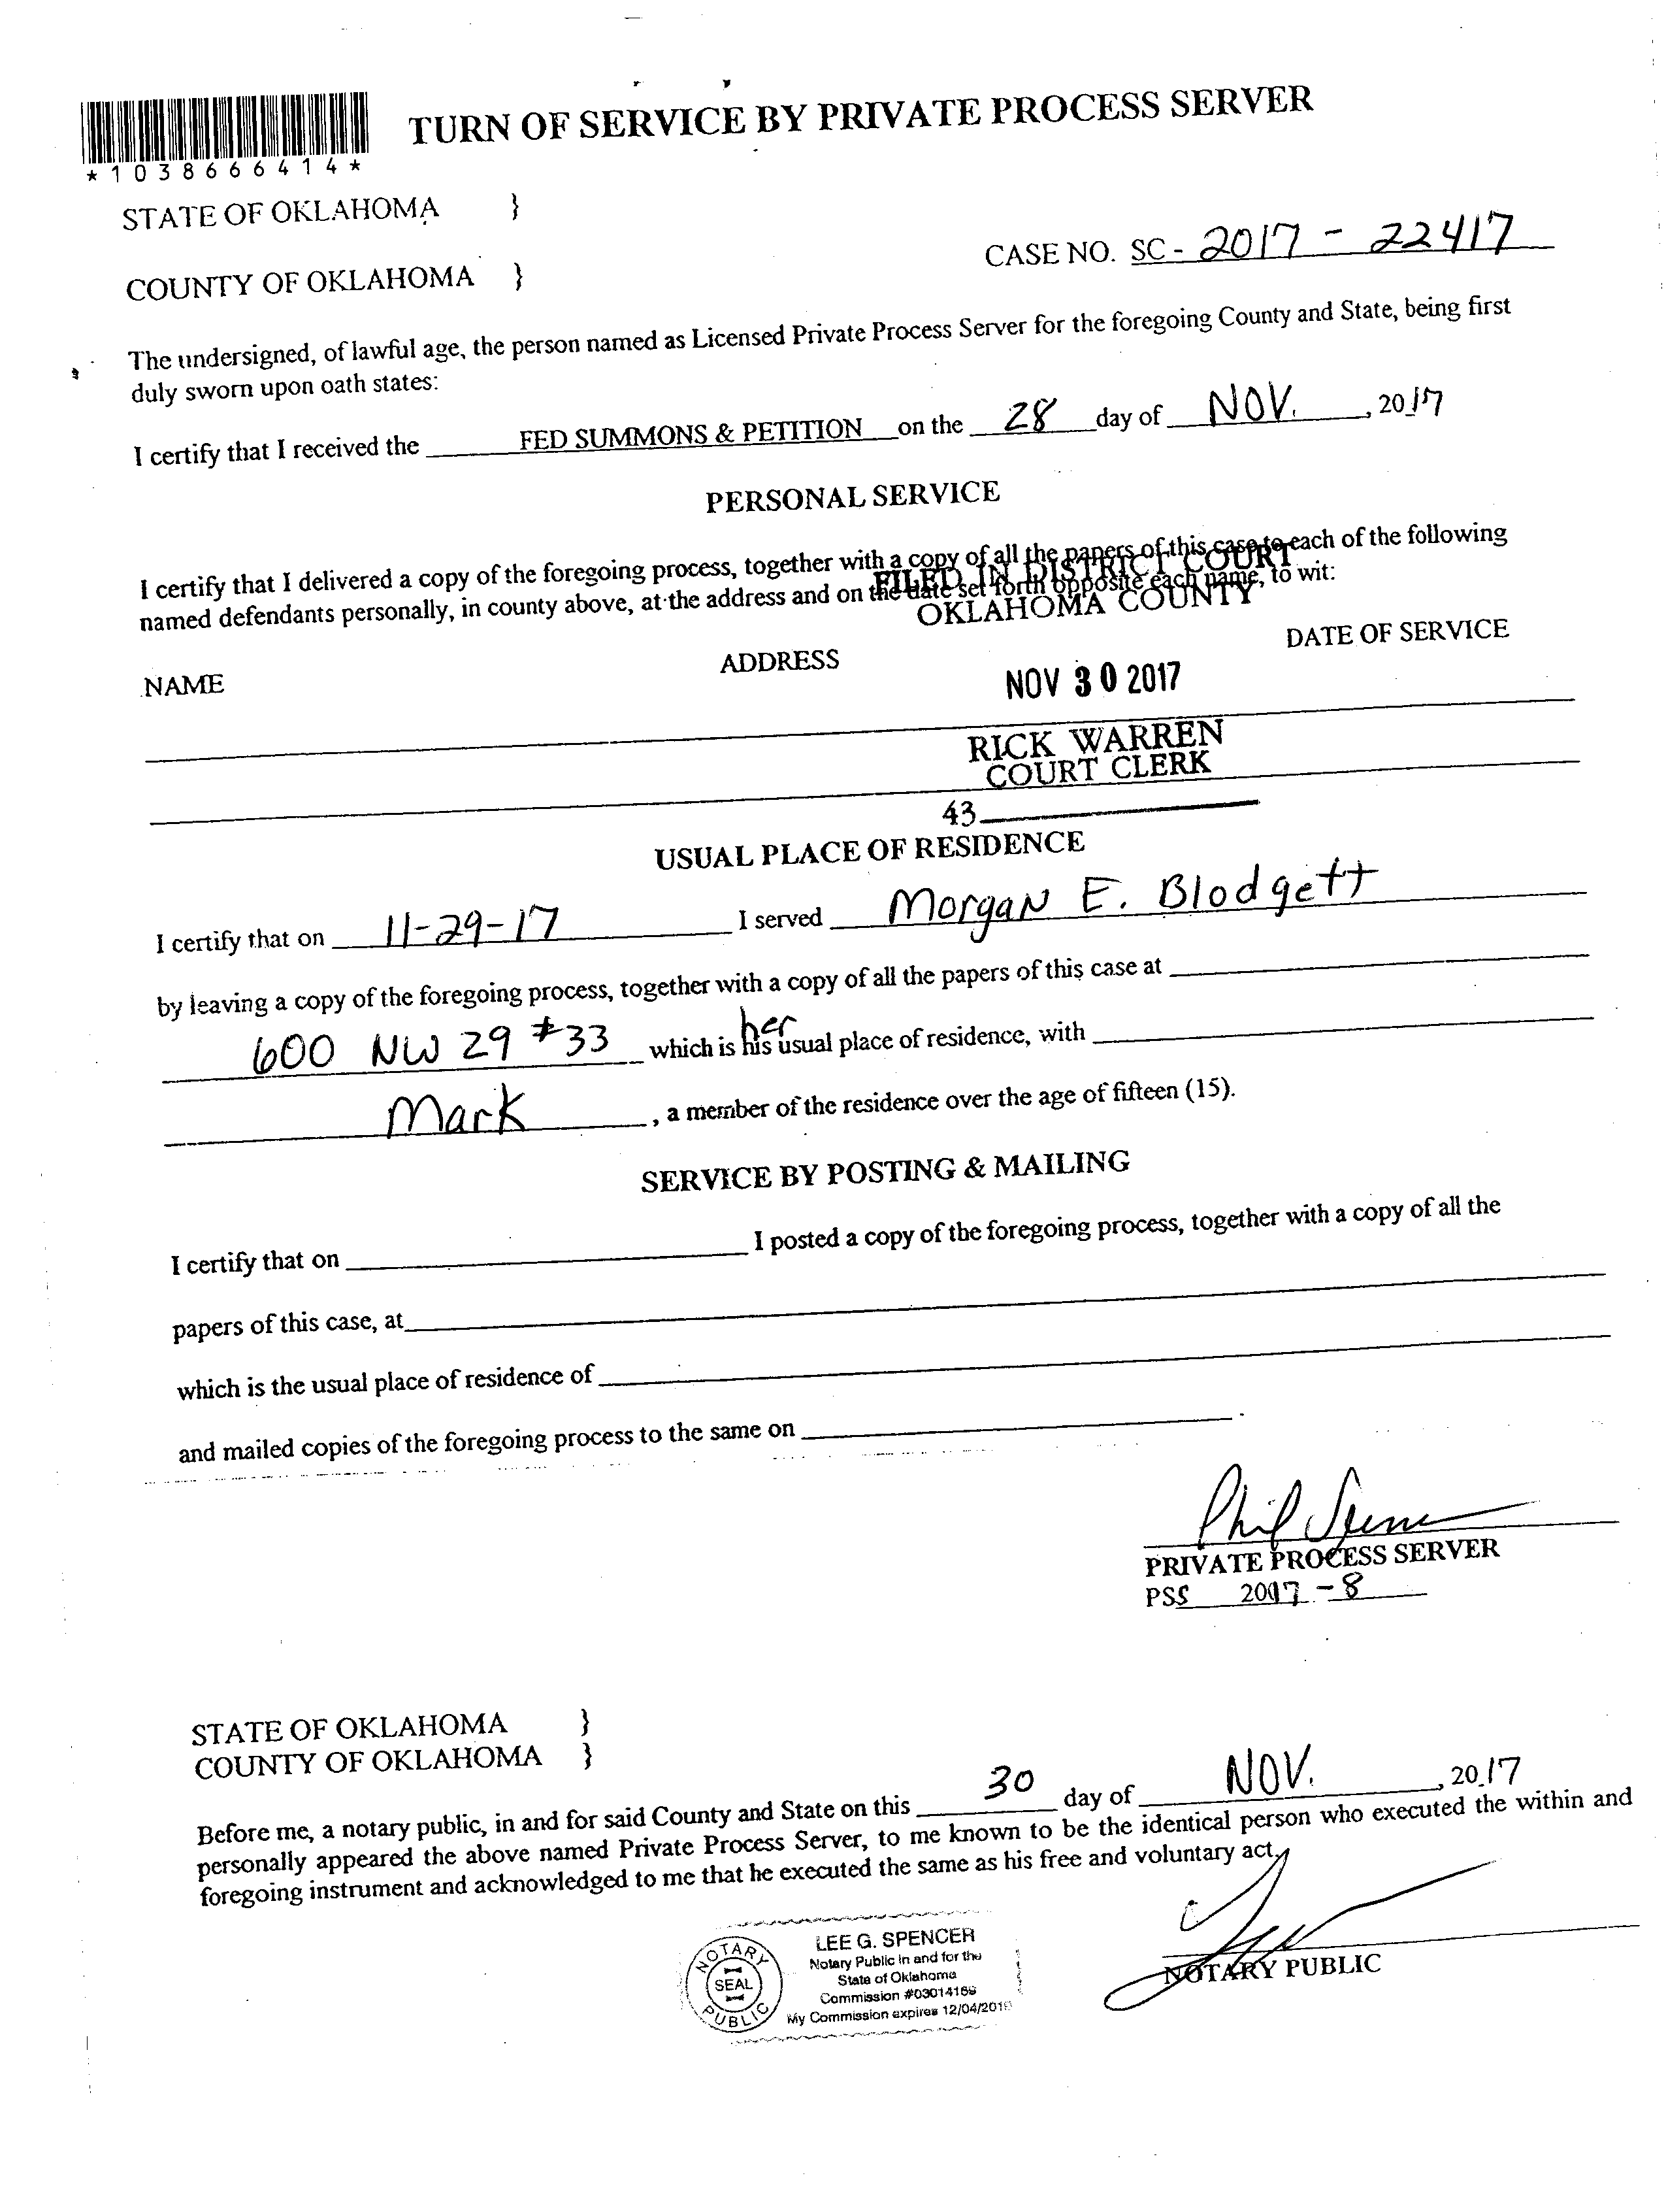 TURN OF SERVICE BY PRIVATE PROCESS SERVER
*1038666414*
STATE OF OKLAHOMA }
CASE NO. SC - 2017 - 22417
COUNTY OF OKLAHOMA }
The undersigned, of lawful age, the person named as Licensed Private Process Server for the foregoing County and State, being first
duly sworn upon oath states:
I certify that I received the FED SUMMONS & PETITION on the 28 day of NOV. , 2017
PERSONAL SERVICE
I certify that I delivered a copy of the foregoing process, together with a copy of all the papers of this case to each of the following
named defendants personally, in county above, at the address and on the date set forth opposite each name, to wit:
FILED IN DISTRICT COURT
OKLAHOMA COUNTY
NAME ADDRESS DATE OF SERVICE
NOV 30 2017
RICK WARREN
COURT CLERK
43
USUAL PLACE OF RESIDENCE
I certify that on 11-29-17 I served Morgan E. Blodgett
by leaving a copy of the foregoing process, together with a copy of all the papers of this case at
her
600 NW 29 #33 which is his usual place of residence, with
Mark , a member of the residence over the age of fifteen (15).
SERVICE BY POSTING & MAILING
I certify that on I posted a copy of the foregoing process, together with a copy of all the
papers of this case, at
which is the usual place of residence of
and mailed copies of the foregoing process to the same on .
Phil
PRIVATE PROCESS SERVER
PSS 2017 - 8
STATE OF OKLAHOMA }
COUNTY OF OKLAHOMA }
Before me, a notary public, in and for said County and State on this 30 day of NOV. , 2017
personally appeared the above named Private Process Server, to me known to be the identical person who executed the within and
foregoing instrument and acknowledged to me that he executed the same as his free and voluntary act.
NOTARY PUBLIC
NOTARY
SEAL
PUBLIC
LEE G. SPENCER
Notary Public in and for the
State of Oklahoma
Commission
My Commission expires